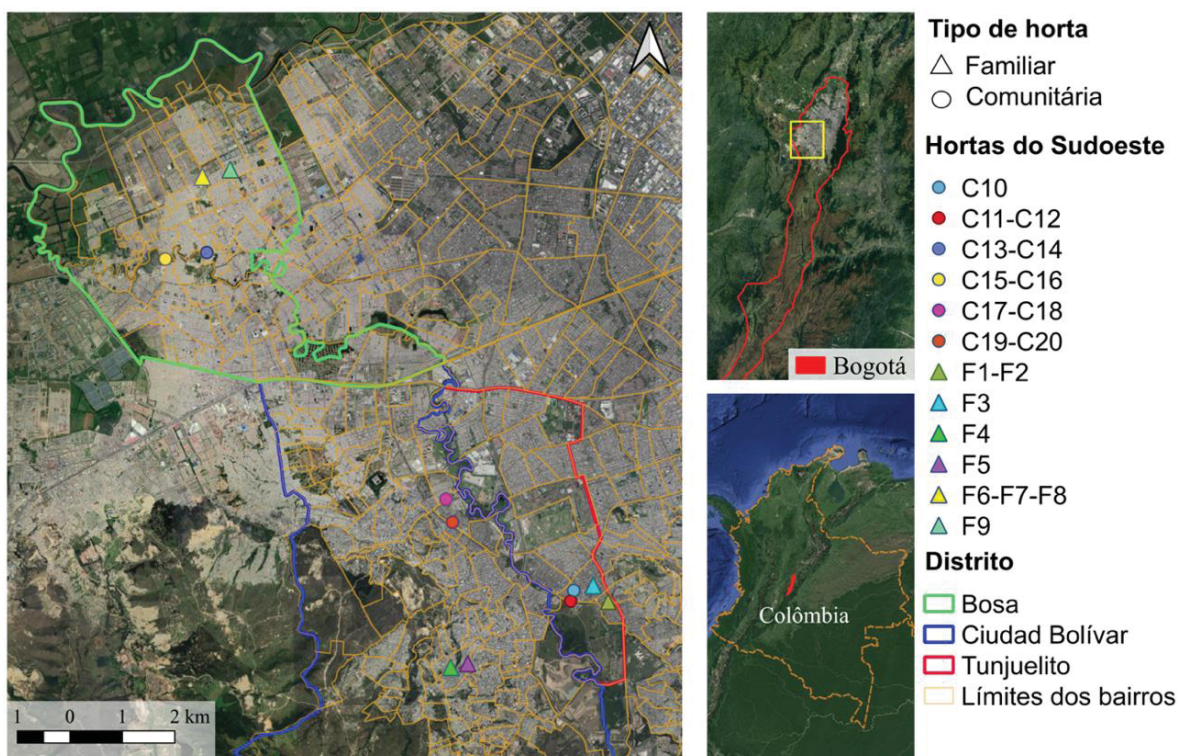 1 0 1 2 km
Bogotá
Colômbia
Tipo de horta
Familiar
Comunitária
Hortas do Sudoeste
C10
C11-C12
C13-C14
C15-C16
C17-C18
C19-C20
F1-F2
F3
F4
F5
F6-F7-F8
F9
Distrito
Bosa
Ciudad Bolívar
Tunjuelito
Límites dos bairros